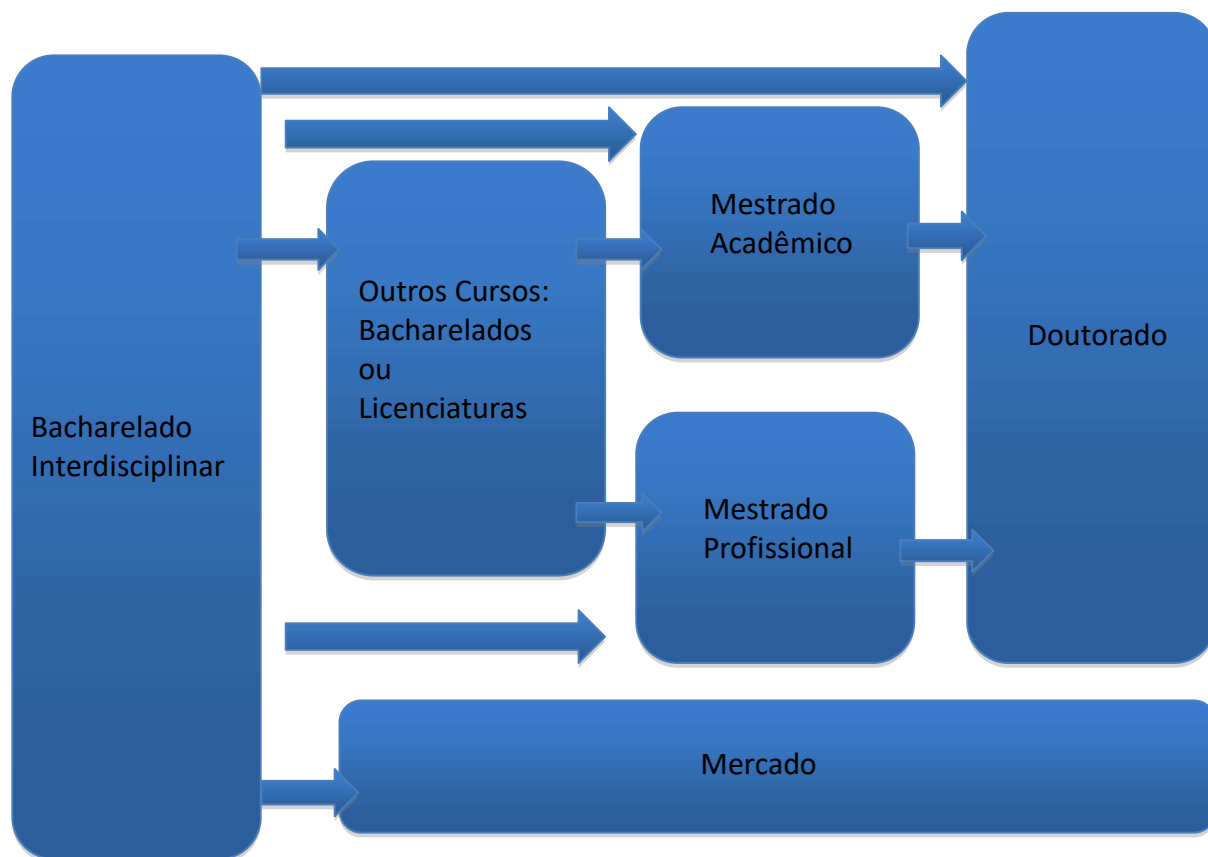 Bacharelado
Interdisciplinar
Outros Cursos:
Bacharelados
ou
Licenciaturas
Mestrado
Acadêmico
Mestrado
Profissional
Doutorado
Mercado